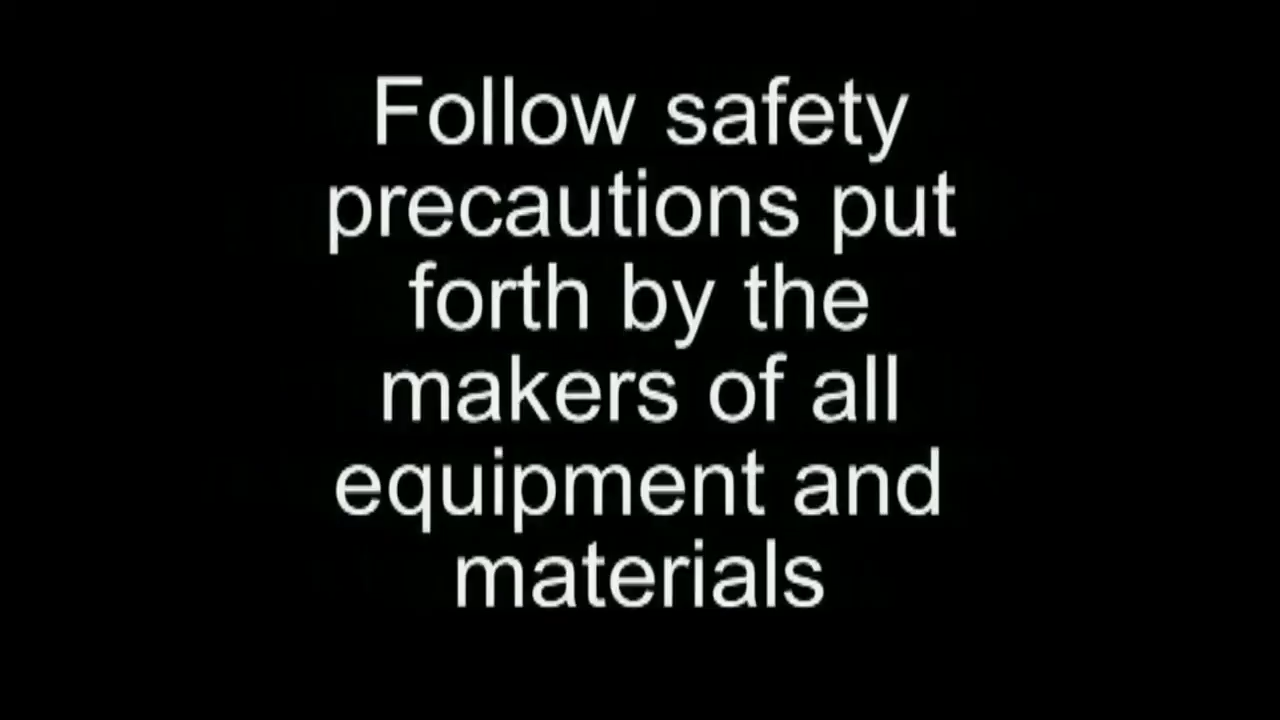 Follow safety
precautions put
forth by the
makers of all
equipment and
materials